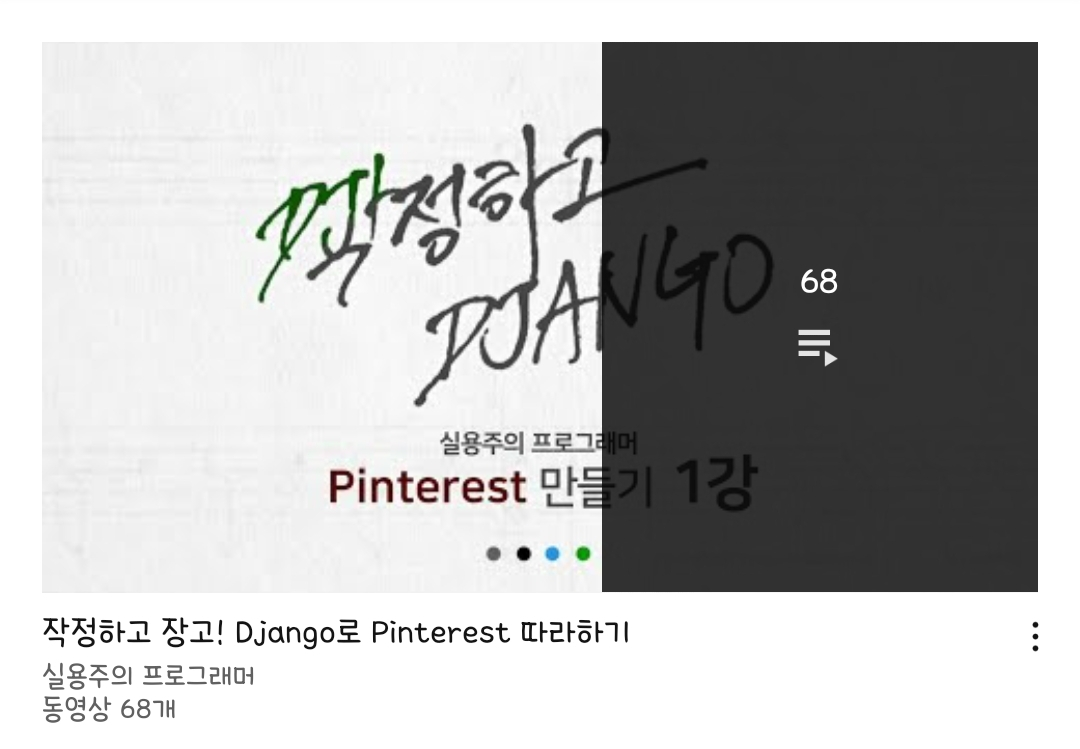 작정하고
DJANGO
68
실용주의 프로그래머
Pinterest 만들기 1강
작정하고 장고! Django로 Pinterest 따라하기
실용주의 프로그래머
동영상 68개